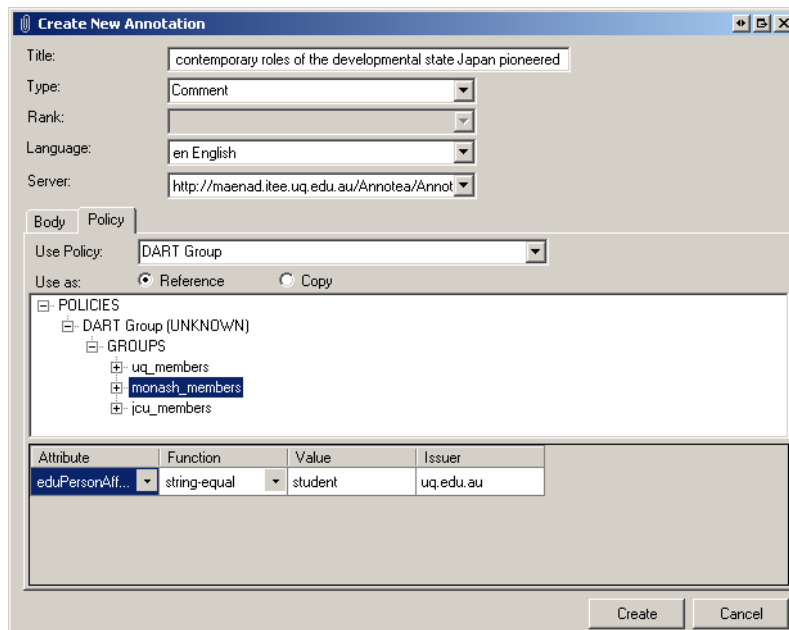 Create New Annotation
Title: contemporary roles of the developmental state Japan pioneered
Type: Comment
Rank:
Language: en English
Server: http://maenad.itee.uq.edu.au/Annotea/Annot
Body Policy
Use Policy: DART Group
Use as: Reference Copy
POLICIES
DART Group (UNKNOWN)
GROUPS
uq_members
monash_members
jcu_members
Attribute Function Value Issuer
eduPersonAff... string-equal student uq.edu.au
Create Cancel